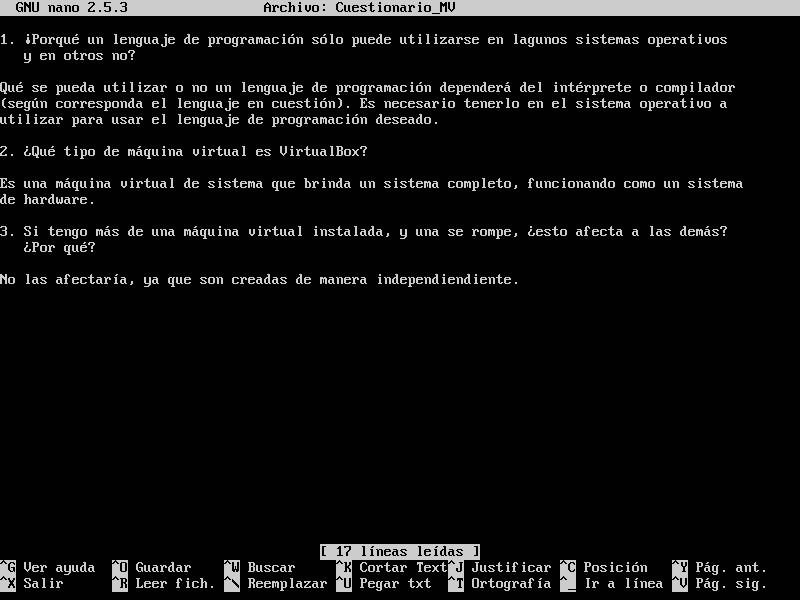 GNU nano 2.5.3 Archivo: Cuestionario_MV
1. ¡Porqué un lenguaje de programación sólo puede utilizarse en lagunos sistemas operativos
y en otros no?
Qué se pueda utilizar o no un lenguaje de programación dependerá del intérprete o compilador
(según corresponda el lenguaje en cuestión). Es necesario tenerlo en el sistema operativo a
utilizar para usar el lenguaje de programación deseado.
2. ¿Qué tipo de máquina virtual es VirtualBox?
Es una máquina virtual de sistema que brinda un sistema completo, funcionando como un sistema
de hardware.
3. Si tengo más de una máquina virtual instalada, y una se rompe, ¿esto afecta a las demás?
¿Por qué?
No las afectaría, ya que son creadas de manera independiendiente.
[ 17 líneas leídas ]
^G Ver ayuda ^O Guardar ^W Buscar ^K Cortar Text ^J Justificar ^C Posición ^Y Pág. ant.
^X Salir ^R Leer fich. ^\ Reemplazar ^U Pegar txt ^T Ortografía ^_ Ir a línea ^V Pág. sig.